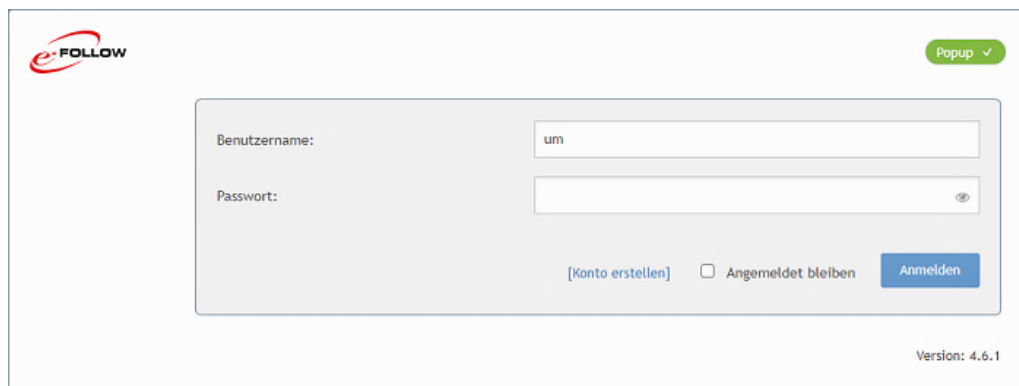 e-FOLLOW
Popup ✓
Benutzername:
um
Passwort:
[Konto erstellen]
Angemeldet bleiben
Anmelden
Version: 4.6.1